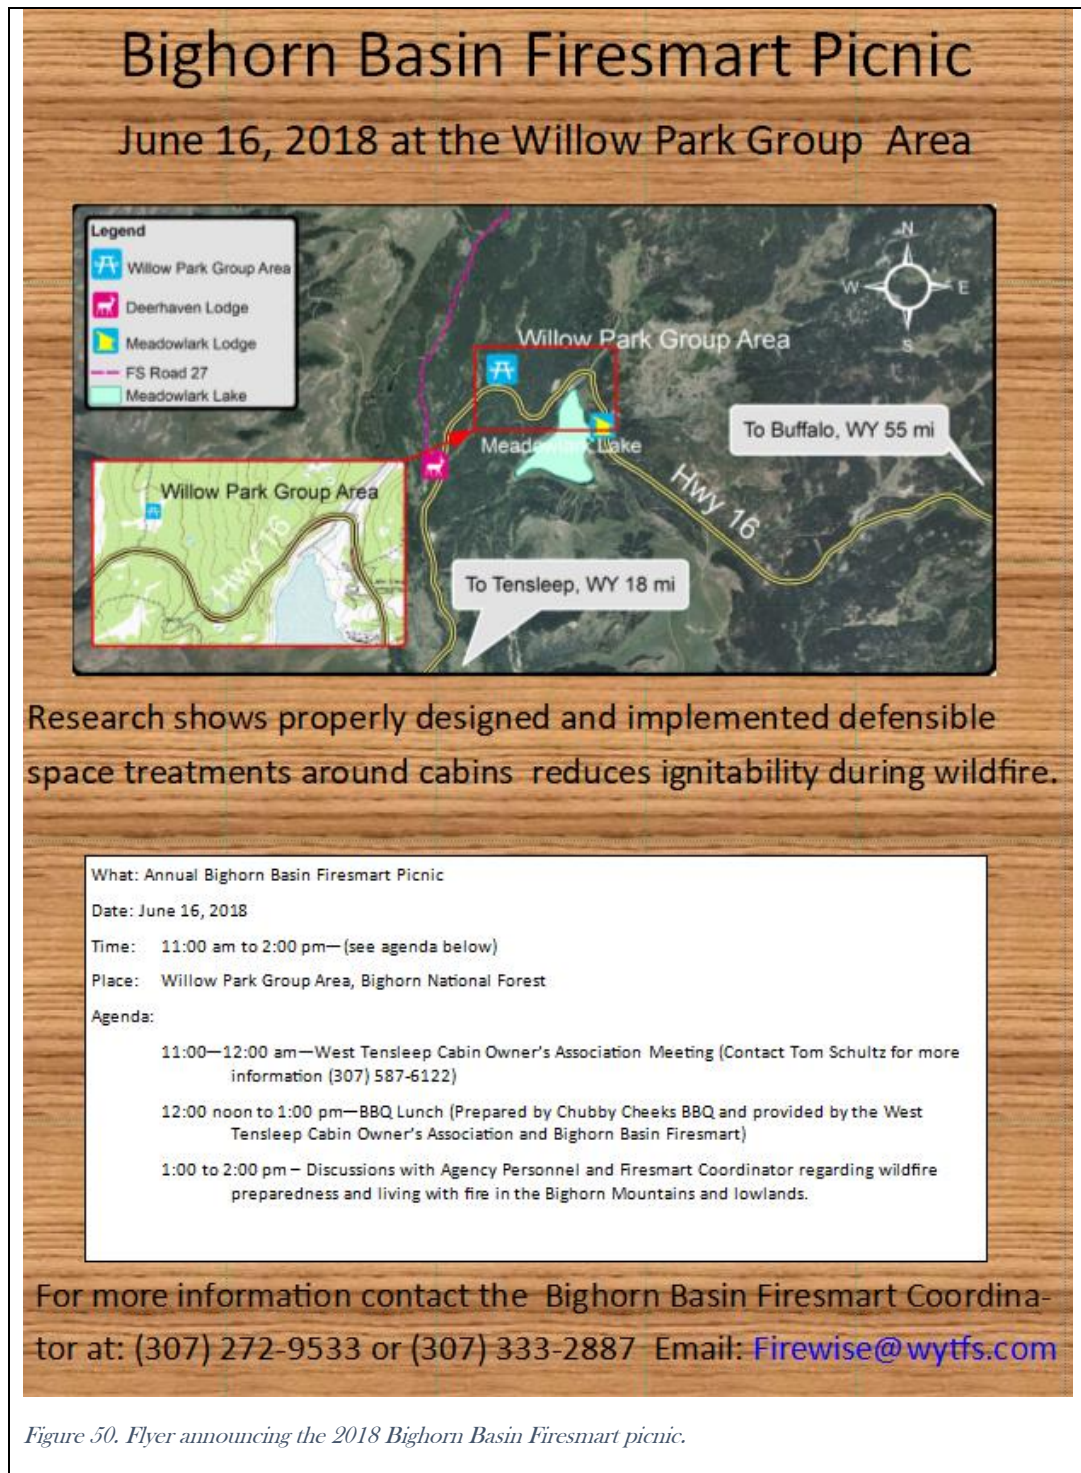 Bighorn Basin Firesmart Picnic
June 16, 2018 at the Willow Park Group Area
Legend
Willow Park Group Area
Deerhaven Lodge
Meadowlark Lodge
FS Road 27
Meadowlark Lake
N
W
E
S
Willow Park Group Area
Meadowlark Lake
To Buffalo, WY 55 mi
Hwy 16
Willow Park Group Area
Hwy 16
To Tensleep, WY 18 mi
Research shows properly designed and implemented defensible
space treatments around cabins reduces ignitability during wildfire.
What: Annual Bighorn Basin Firesmart Picnic
Date: June 16, 2018
Time: 11:00 am to 2:00 pm—(see agenda below)
Place: Willow Park Group Area, Bighorn National Forest
Agenda:
11:00—12:00 am—West Tensleep Cabin Owner's Association Meeting (Contact Tom Schultz for more
information (307) 587-6122)
12:00 noon to 1:00 pm—BBQ Lunch (Prepared by Chubby Cheeks BBQ and provided by the West
Tensleep Cabin Owner's Association and Bighorn Basin Firesmart)
1:00 to 2:00 pm – Discussions with Agency Personnel and Firesmart Coordinator regarding wildfire
preparedness and living with fire in the Bighorn Mountains and lowlands.
For more information contact the Bighorn Basin Firesmart Coordina-
tor at: (307) 272-9533 or (307) 333-2887 Email: Firewise@wytfs.com
Figure 50. Flyer announcing the 2018 Bighorn Basin Firesmart picnic.